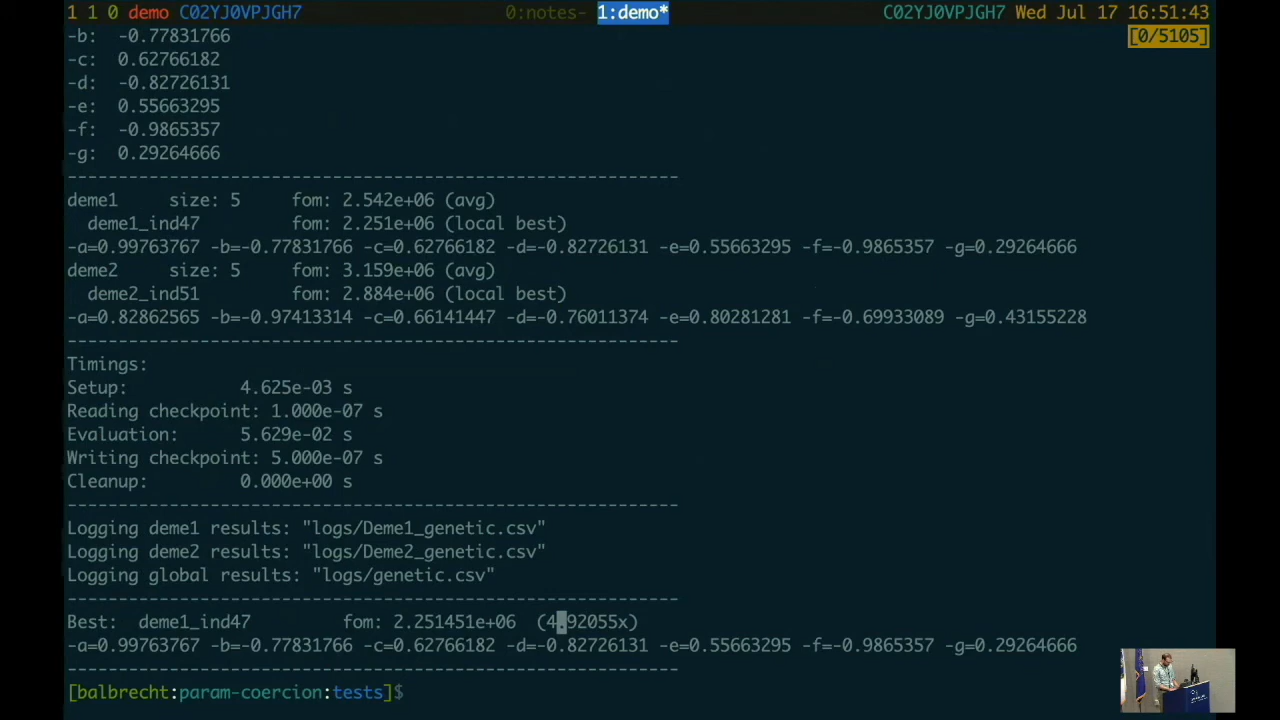 1 1 0 demo C02YJ0VPJGH7 0:notes- 1:demo* C02YJ0VPJGH7 Wed Jul 17 16:51:43
-b: -0.77831766 [0/5105]
-c: 0.62766182
-d: -0.82726131
-e: 0.55663295
-f: -0.9865357
-g: 0.29264666
------------------------------------------------------------
deme1 size: 5 fom: 2.542e+06 (avg)
deme1_ind47 fom: 2.251e+06 (local best)
-a=0.99763767 -b=-0.77831766 -c=0.62766182 -d=-0.82726131 -e=0.55663295 -f=-0.9865357 -g=0.29264666
deme2 size: 5 fom: 3.159e+06 (avg)
deme2_ind51 fom: 2.884e+06 (local best)
-a=0.82862565 -b=-0.97413314 -c=0.66141447 -d=-0.76011374 -e=0.80281281 -f=-0.69933089 -g=0.43155228
------------------------------------------------------------
Timings:
Setup: 4.625e-03 s
Reading checkpoint: 1.000e-07 s
Evaluation: 5.629e-02 s
Writing checkpoint: 5.000e-07 s
Cleanup: 0.000e+00 s
------------------------------------------------------------
Logging deme1 results: "logs/Deme1_genetic.csv"
Logging deme2 results: "logs/Deme2_genetic.csv"
Logging global results: "logs/genetic.csv"
------------------------------------------------------------
Best: deme1_ind47 fom: 2.251451e+06 (4.92055x)
-a=0.99763767 -b=-0.77831766 -c=0.62766182 -d=-0.82726131 -e=0.55663295 -f=-0.9865357 -g=0.29264666
------------------------------------------------------------
[balbrecht:param-coercion:tests]$